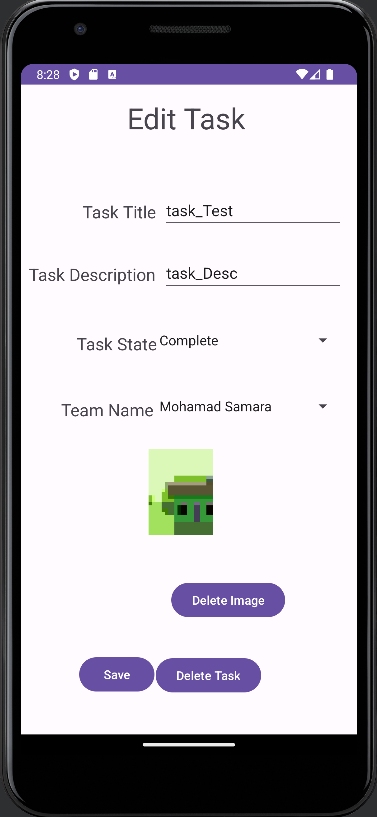 8:28
Edit Task
Task Title task_Test
Task Description task_Desc
Task State Complete
Team Name Mohamad Samara
Delete Image
Save Delete Task